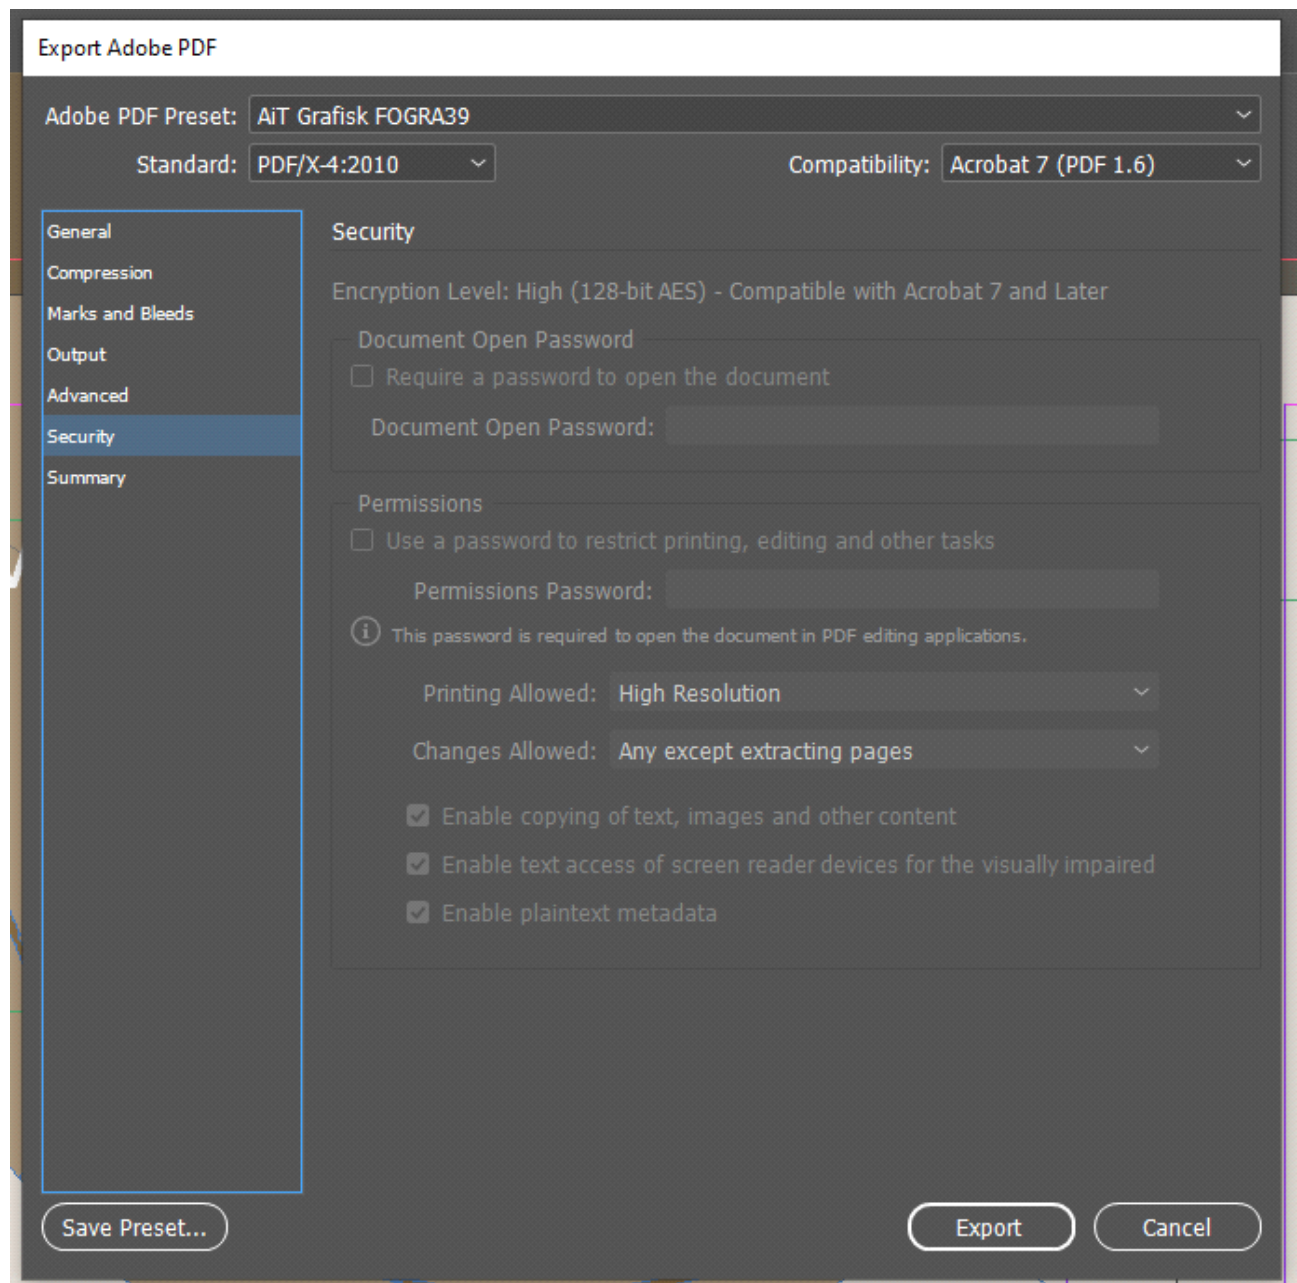 Export Adobe PDF
Adobe PDF Preset: AiT Grafisk FOGRA39
Standard: PDF/X-4:2010 Compatibility: Acrobat 7 (PDF 1.6)
General
Compression
Marks and Bleeds
Output
Advanced
Security
Summary
Security
Encryption Level: High (128-bit AES) - Compatible with Acrobat 7 and Later
Document Open Password
Require a password to open the document
Document Open Password:
Permissions
Use a password to restrict printing, editing and other tasks
Permissions Password:
This password is required to open the document in PDF editing applications.
Printing Allowed: High Resolution
Changes Allowed: Any except extracting pages
Enable copying of text, images and other content
Enable text access of screen reader devices for the visually impaired
Enable plaintext metadata
Save Preset... Export Cancel